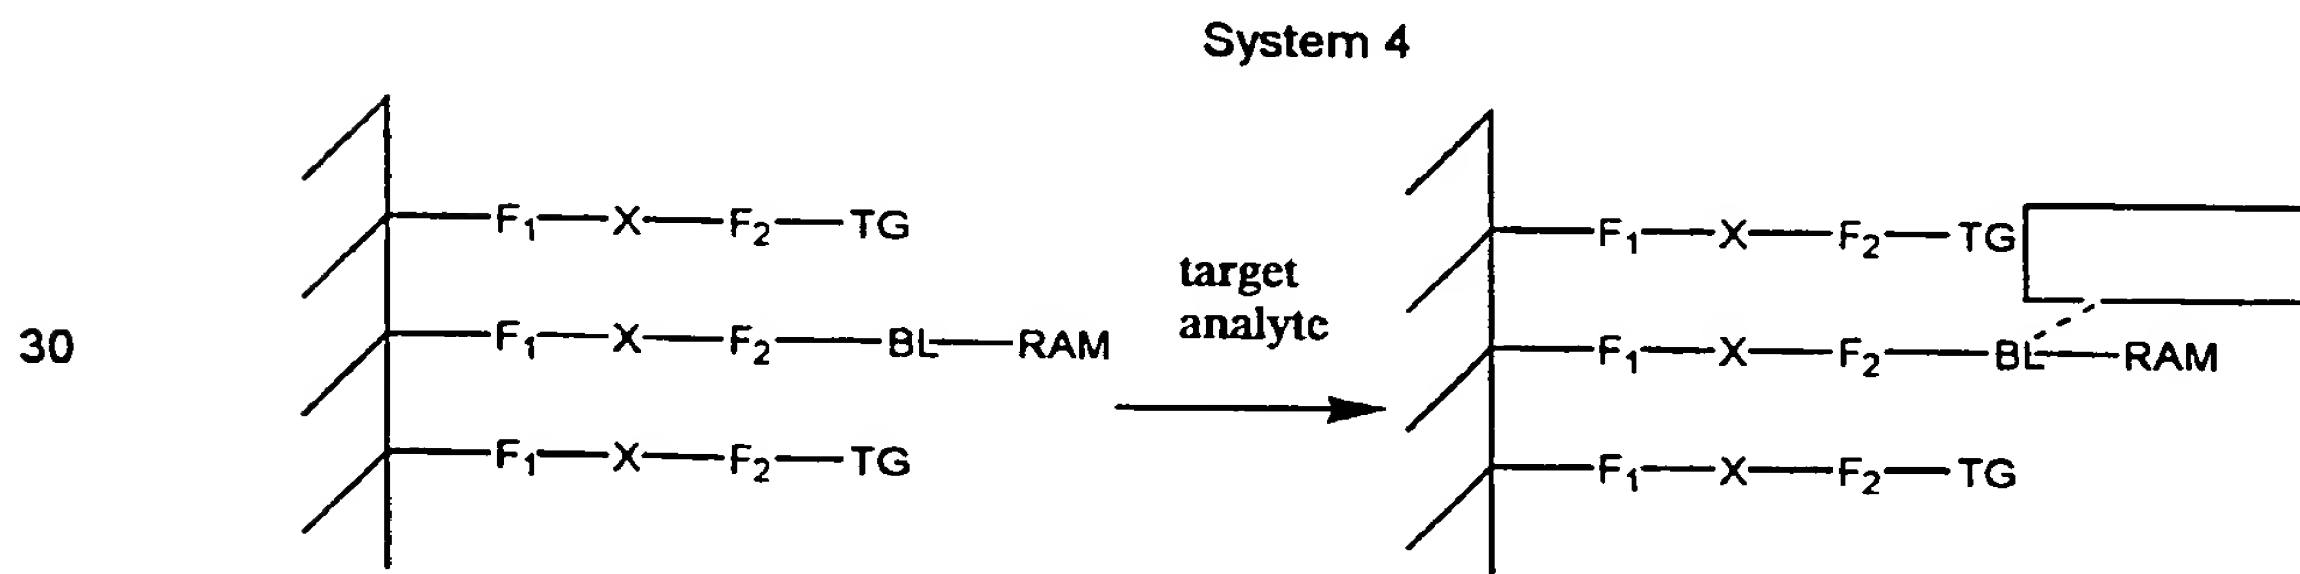 System 4
F₁—X—F₂—TG
30 F₁—X—F₂—BL—RAM
F₁—X—F₂—TG
target
analyte
F₁—X—F₂—TG
F₁—X—F₂—BL—RAM
F₁—X—F₂—TG